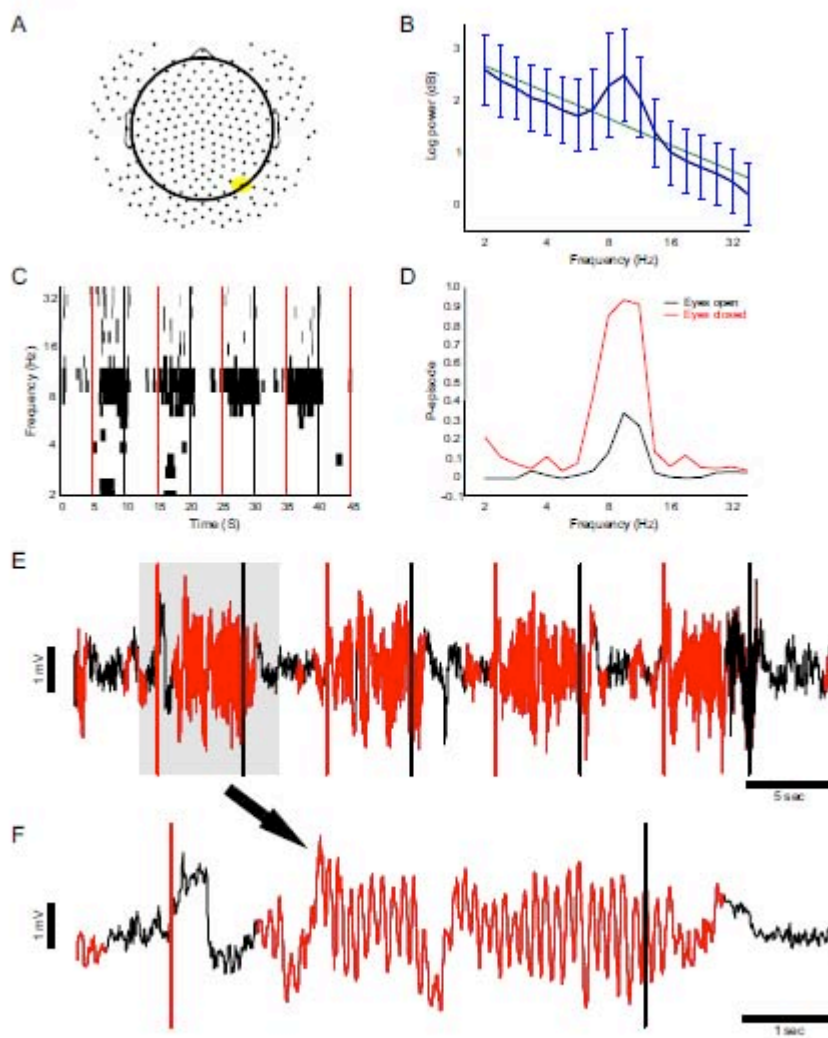 A
B
3
2
1
0
Log power (dB)
2 4 8 16 32
Frequency (Hz)
C
32
16
8
4
2
Frequency (Hz)
0 5 10 15 20 25 30 35 40 45
Time (S)
D
Eyes open
Eyes closed
1.0
0.9
0.8
0.7
0.6
0.5
0.4
0.3
0.2
0.1
0
-0.1
P-episode
2 4 8 16 32
Frequency (Hz)
E
1 mV
5 sec
F
1 mV
1 sec